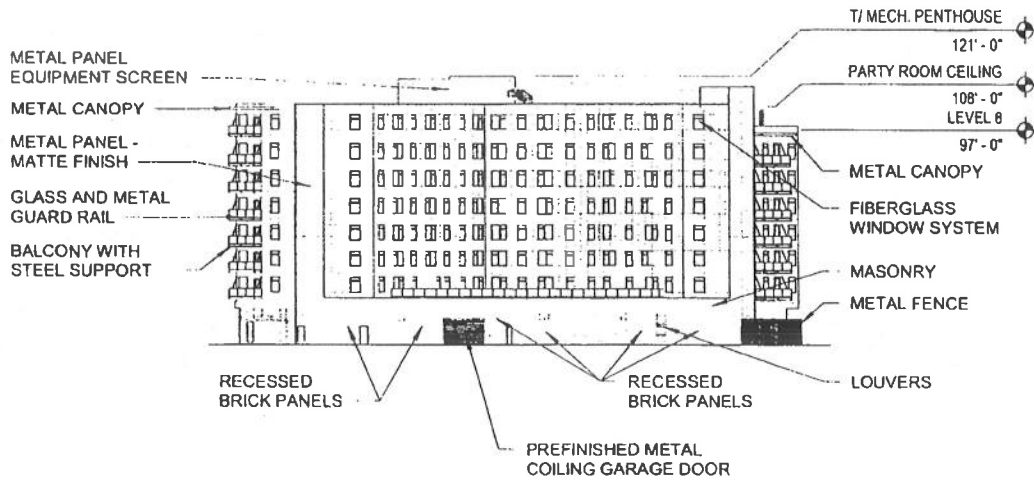 T/ MECH. PENTHOUSE
121' - 0"
PARTY ROOM CEILING
108' - 0"
LEVEL 8
97' - 0"
METAL CANOPY
FIBERGLASS
WINDOW SYSTEM
MASONRY
METAL FENCE
LOUVERS
METAL PANEL
EQUIPMENT SCREEN
METAL CANOPY
METAL PANEL -
MATTE FINISH
GLASS AND METAL
GUARD RAIL
BALCONY WITH
STEEL SUPPORT
RECESSED
BRICK PANELS
RECESSED
BRICK PANELS
PREFINISHED METAL
COILING GARAGE DOOR